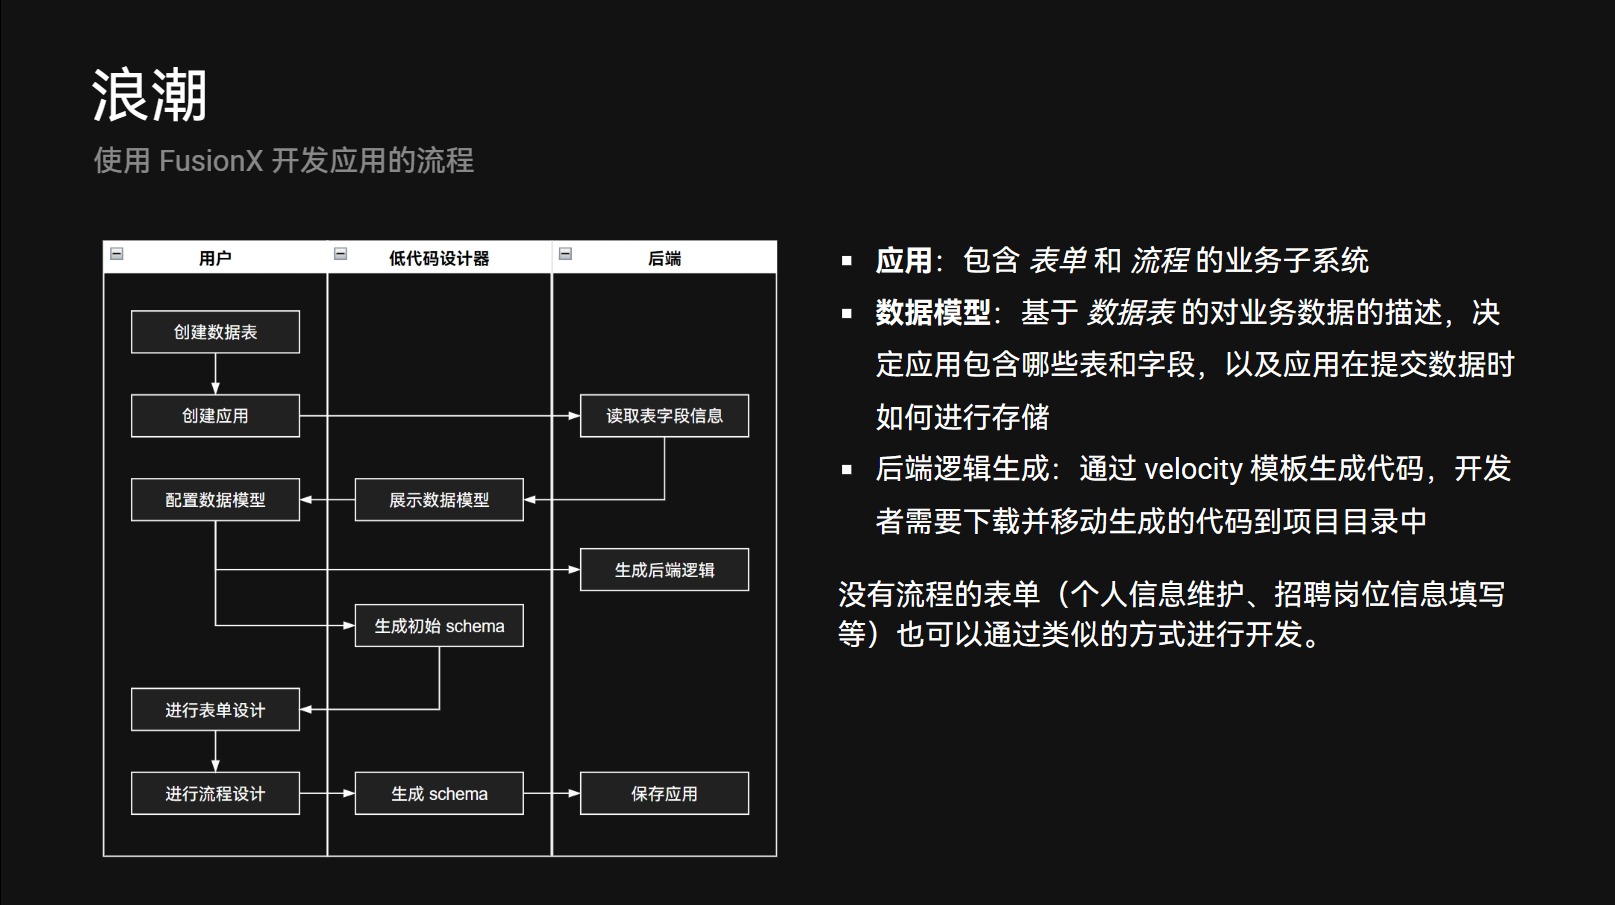 浪潮
使用 FusionX 开发应用的流程
用户
低代码设计器
后端
创建数据表
创建应用
读取表字段信息
配置数据模型
展示数据模型
生成后端逻辑
生成初始 schema
进行表单设计
进行流程设计
生成 schema
保存应用
▪ 应用：包含 表单 和 流程 的业务子系统
▪ 数据模型：基于 数据表 的对业务数据的描述，决
定应用包含哪些表和字段，以及应用在提交数据时
如何进行存储
▪ 后端逻辑生成：通过 velocity 模板生成代码，开发
者需要下载并移动生成的代码到项目目录中
没有流程的表单（个人信息维护、招聘岗位信息填写
等）也可以通过类似的方式进行开发。